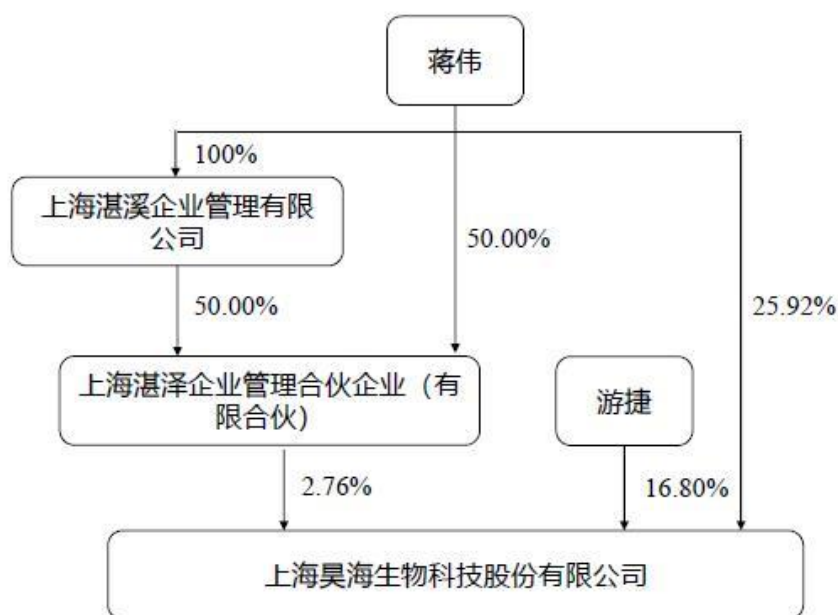 蒋伟
100%
上海湛溪企业管理有限
公司
50.00%
50.00%
25.92%
上海湛泽企业管理合伙企业（有
限合伙）
游捷
2.76%
16.80%
上海昊海生物科技股份有限公司